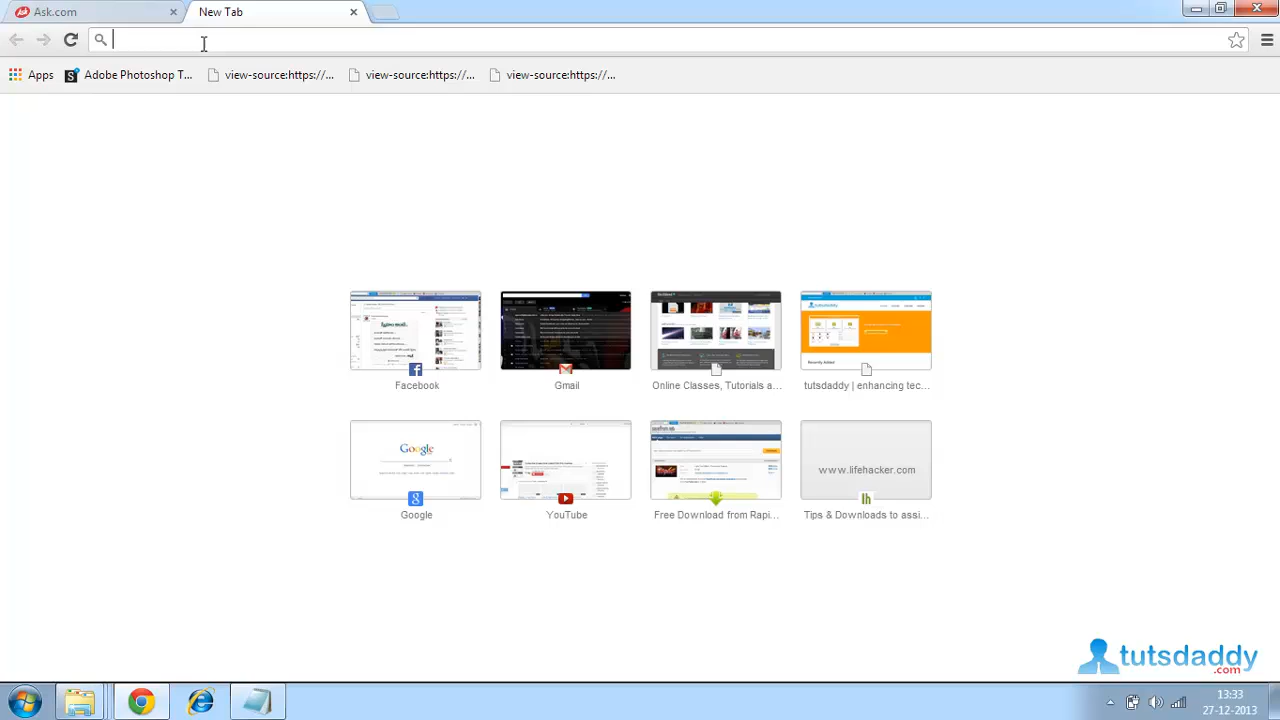 Ask.com
New Tab
Apps
Adobe Photoshop T...
view-source:https://...
view-source:https://...
view-source:https://...
Facebook
Gmail
Online Classes, Tutorials a...
tutsdaddy | enhancing tec...
Google
www.lifehacker.com
Google
YouTube
Free Download from Rapi...
Tips & Downloads to assi...
tutsdaddy
.com
13:33
27-12-2013